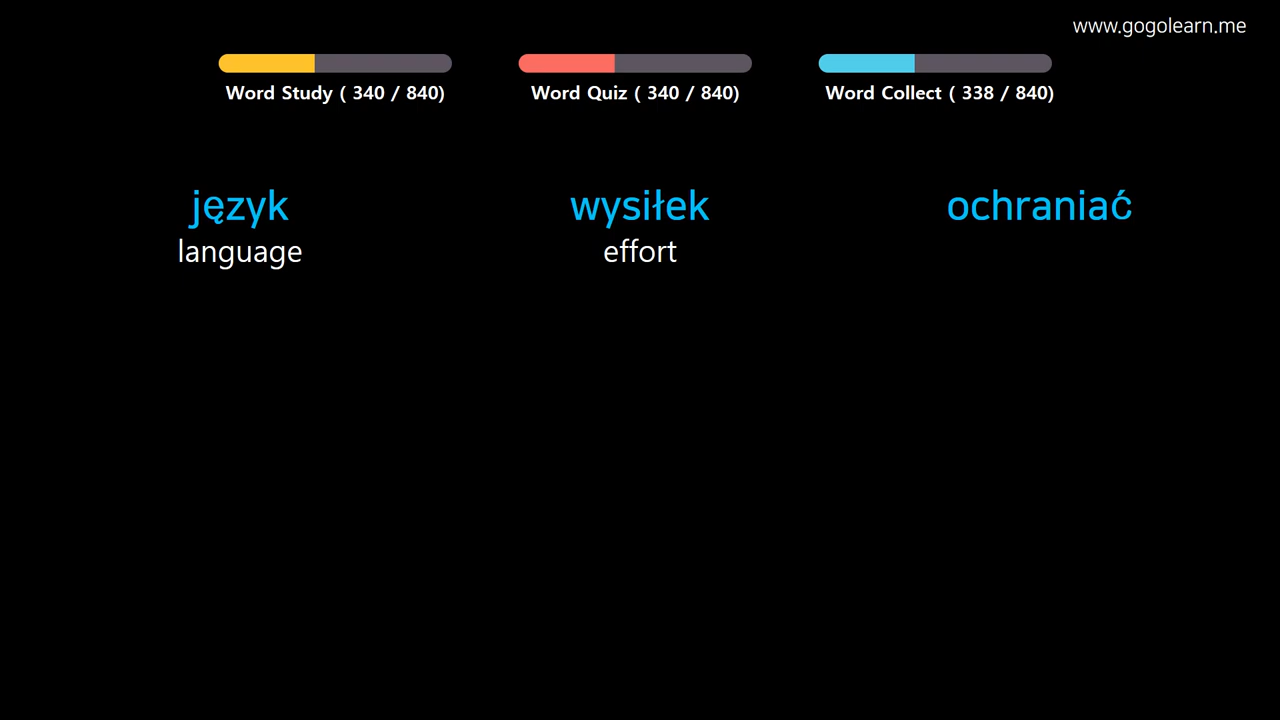 www.gogolearn.me
Word Study ( 340 / 840)
Word Quiz ( 340 / 840)
Word Collect ( 338 / 840)
język
language
wysiłek
effort
ochraniać